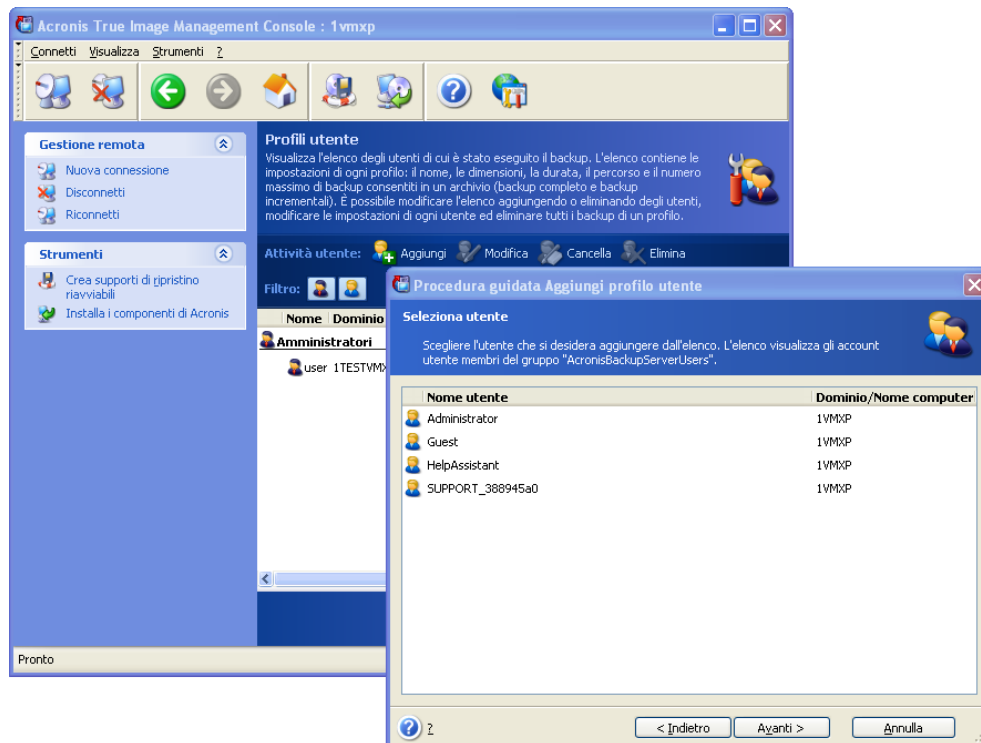 Acronis True Image Management Console : 1vmxp
Connetti Visualizza Strumenti ?
Gestione remota
Nuova connessione
Disconnetti
Riconnetti
Strumenti
Crea supporti di ripristino
riavviabili
Installa i componenti di Acronis
Profili utente
Visualizza l'elenco degli utenti di cui è stato eseguito il backup. L'elenco contiene le
impostazioni di ogni profilo: il nome, le dimensioni, la durata, il percorso e il numero
massimo di backup consentiti in un archivio (backup completo e backup
incrementali). È possibile modificare l'elenco aggiungendo o eliminando degli utenti,
modificare le impostazioni di ogni utente ed eliminare tutti i backup di un profilo.
Attività utente: Aggiungi Modifica Cancella Elimina
Filtro:
Nome Dominio
Amministratori
user 1TESTVMX
Pronto
Procedura guidata Aggiungi profilo utente
Seleziona utente
Scegliere l'utente che si desidera aggiungere dall'elenco. L'elenco visualizza gli account
utente membri del gruppo "AcronisBackupServerUsers".
Nome utente Dominio/Nome computer
Administrator 1VMXP
Guest 1VMXP
HelpAssistant 1VMXP
SUPPORT_388945a0 1VMXP
? < Indietro Avanti > Annulla